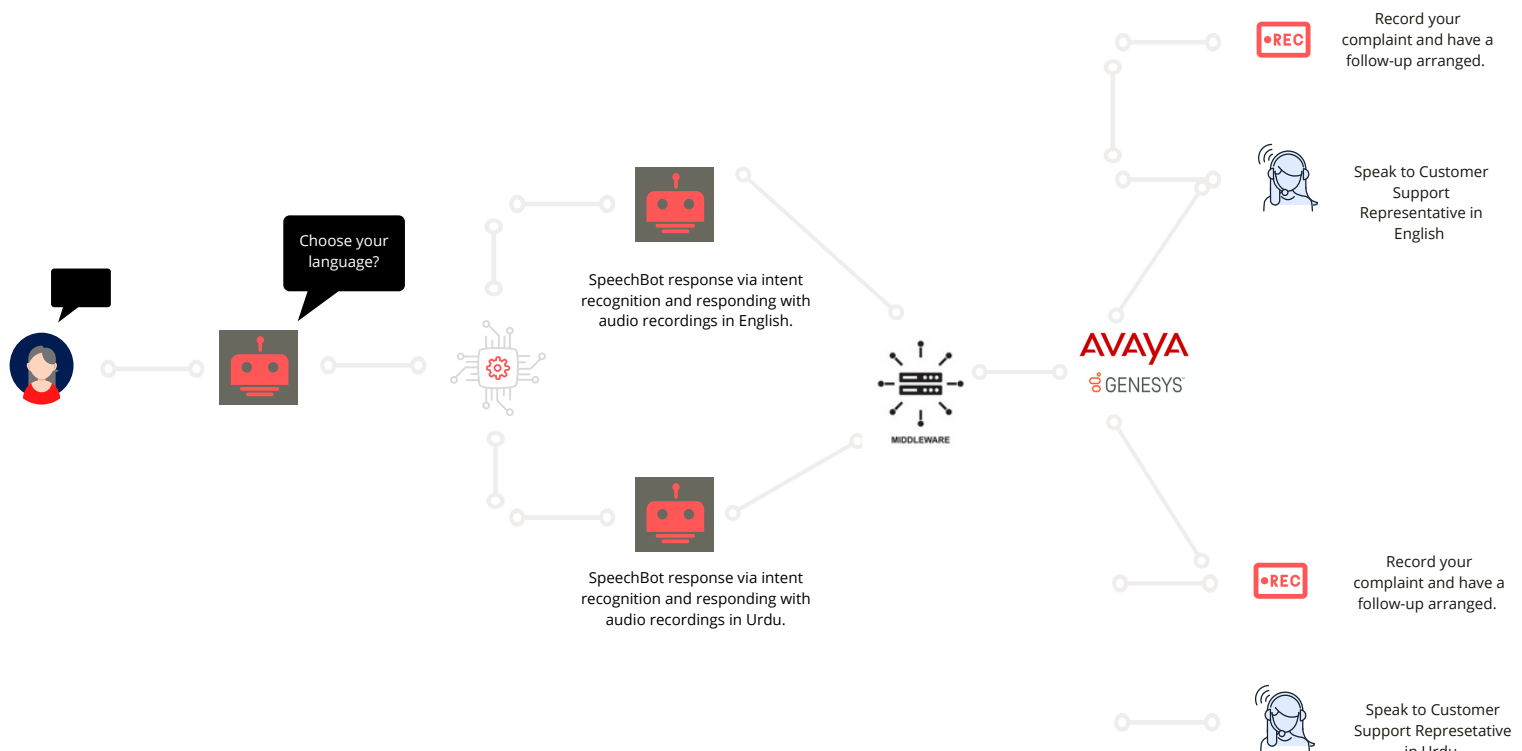 Record your
complaint and have a
follow-up arranged.
•REC
Speak to Customer
Support
Representative in
English
Choose your
language?
SpeechBot response via intent
recognition and responding with
audio recordings in English.
AVAYA
GENESYS
MIDDLEWARE
SpeechBot response via intent
recognition and responding with
audio recordings in Urdu.
•REC
Record your
complaint and have a
follow-up arranged.
Speak to Customer
Support Represetative
in Urdu